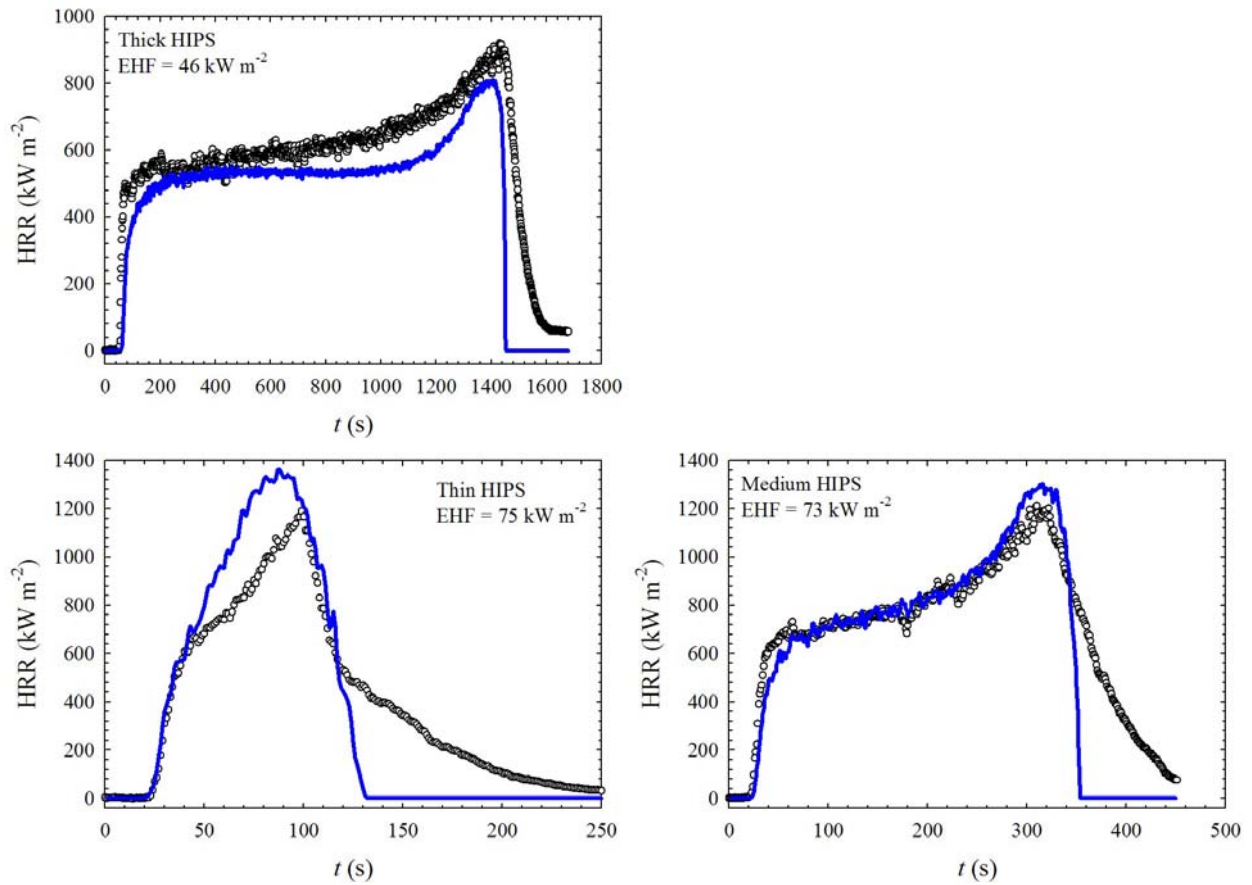 1000
800
600
400
200
0
HRR (kW m-2)
Thick HIPS
EHF = 46 kW m-2
0 200 400 600 800 1000 1200 1400 1600 1800
t (s)
1400
1200
1000
800
600
400
200
0
HRR (kW m-2)
Thin HIPS
EHF = 75 kW m-2
0 50 100 150 200 250
t (s)
1400
1200
1000
800
600
400
200
0
HRR (kW m-2)
Medium HIPS
EHF = 73 kW m-2
0 100 200 300 400 500
t (s)